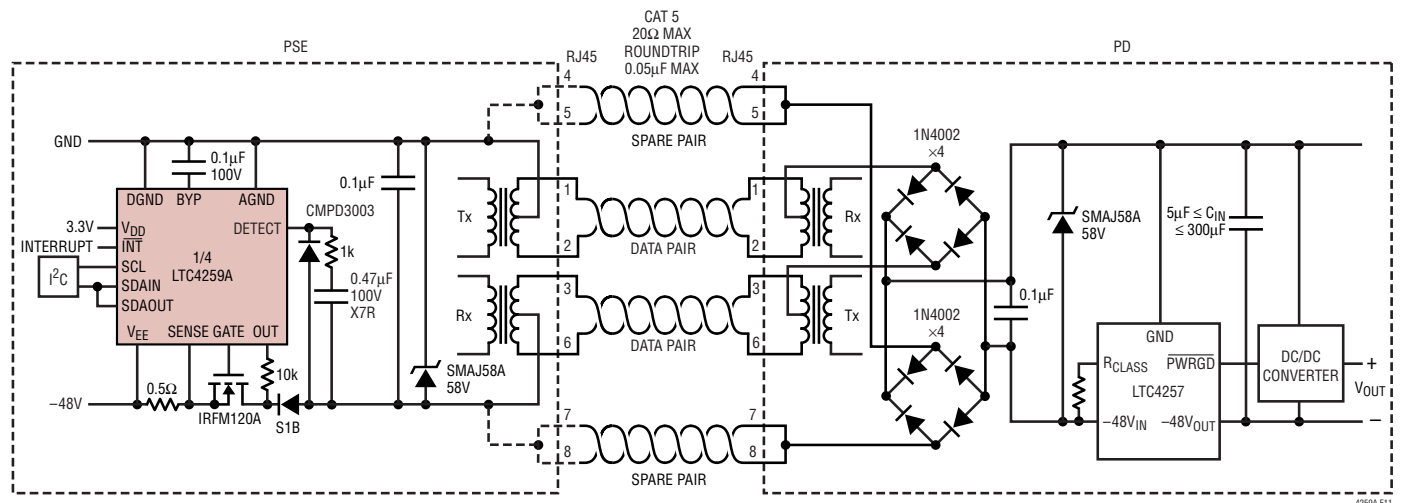 CAT 5
20Ω MAX
ROUNDTRIP
0.05µF MAX
PSE
RJ45
RJ45
PD
4
5
4
5
SPARE PAIR
GND
0.1µF
100V
DGND
BYP
AGND
0.1µF
CMPD3003
3.3V
VDD
INTERRUPT
INT
I2C
SCL
SDAIN
SDAOUT
1/4
LTC4259A
DETECT
1k
0.47µF
100V
X7R
VEE
SENSE
GATE
OUT
10k
0.5Ω
–48V
IRFM120A
S1B
SMAJ58A
58V
Tx
1
2
DATA PAIR
1
2
Rx
Rx
3
6
DATA PAIR
3
6
Tx
7
8
SPARE PAIR
7
8
1N4002
×4
1N4002
×4
0.1µF
SMAJ58A
58V
5µF ≤ CIN
≤ 300µF
GND
RCLASS
PWRGD
LTC4257
–48VIN
–48VOUT
DC/DC
CONVERTER
+
VOUT
–
4259A F11